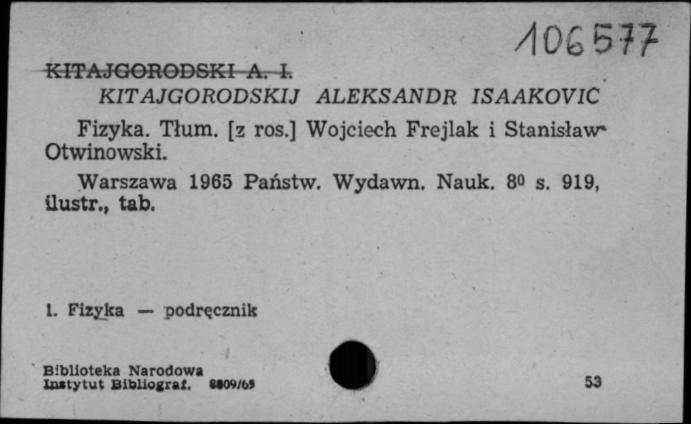 106577
KITAJGORODSKI A. I.
KITAJGORODSKIJ ALEKSANDR ISAAKOVIC
Fizyka. Tłum. [z ros.] Wojciech Frejlak i Stanisław
Otwinowski.
Warszawa 1965 Państw. Wydawn. Nauk. 8⁰ s. 919,
ilustr., tab.
1. Fizyka — podręcznik
Biblioteka Narodowa
Instytut Bibliograf. 8809/65
53